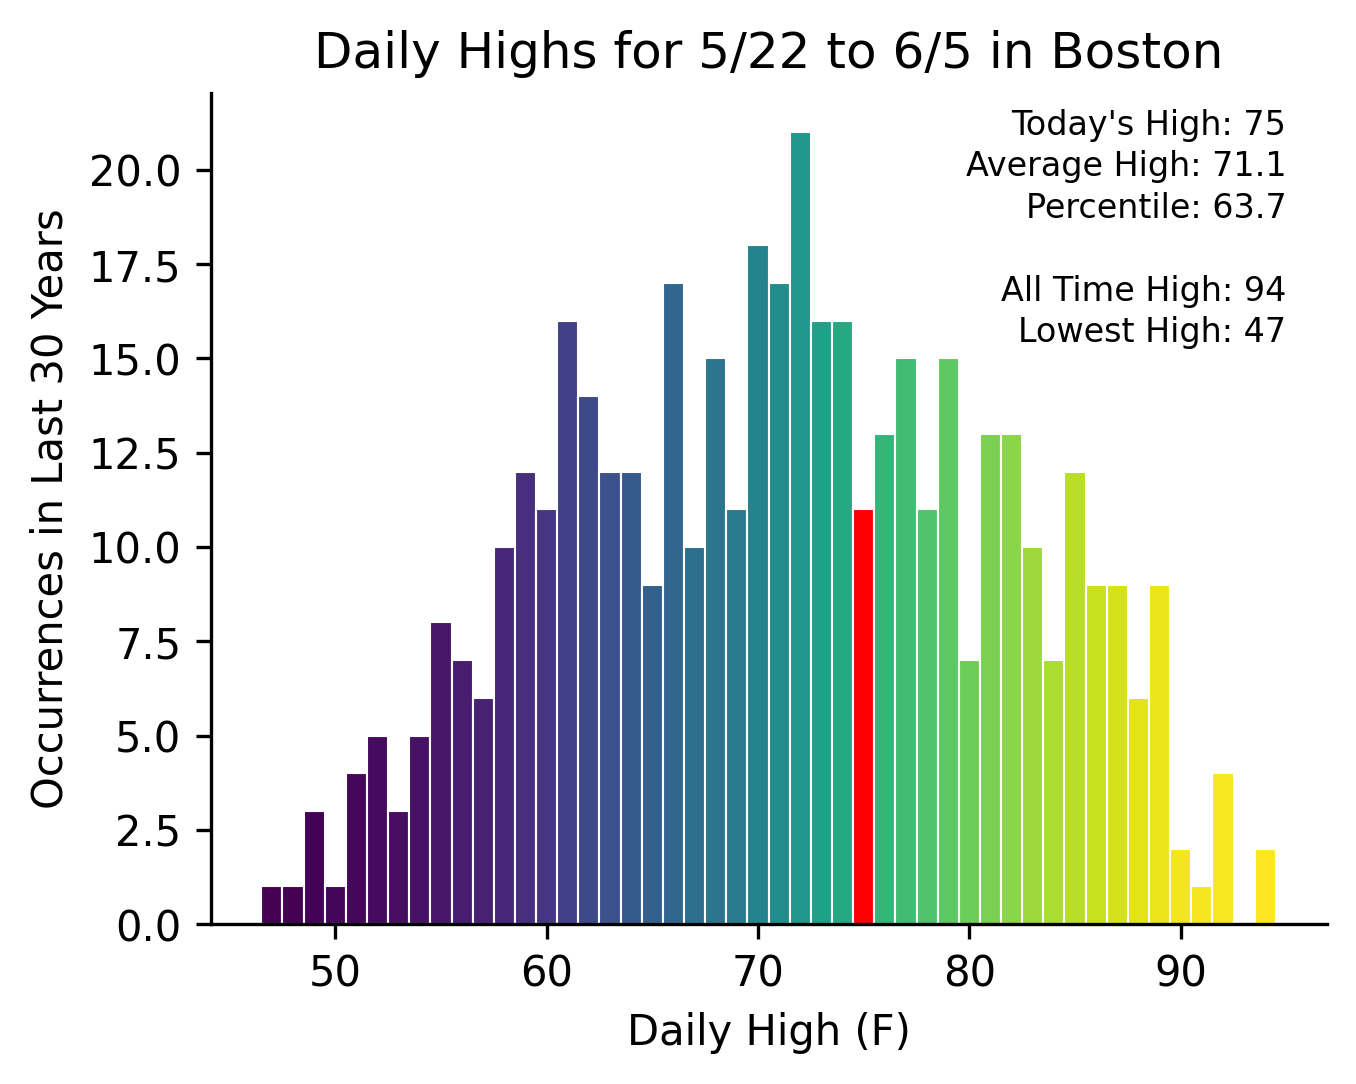 Daily Highs for 5/22 to 6/5 in Boston
Today's High: 75
Average High: 71.1
Percentile: 63.7
All Time High: 94
Lowest High: 47
Occurrences in Last 30 Years
20.0
17.5
15.0
12.5
10.0
7.5
5.0
2.5
0.0
50 60 70 80 90
Daily High (F)